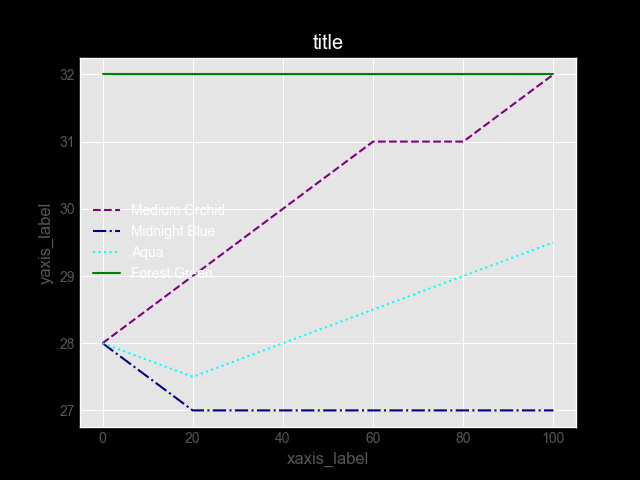 title
32
31
30
29
28
27
yaxis_label
Medium Orchid
Midnight Blue
Aqua
Forest Green
0 20 40 60 80 100
xaxis_label